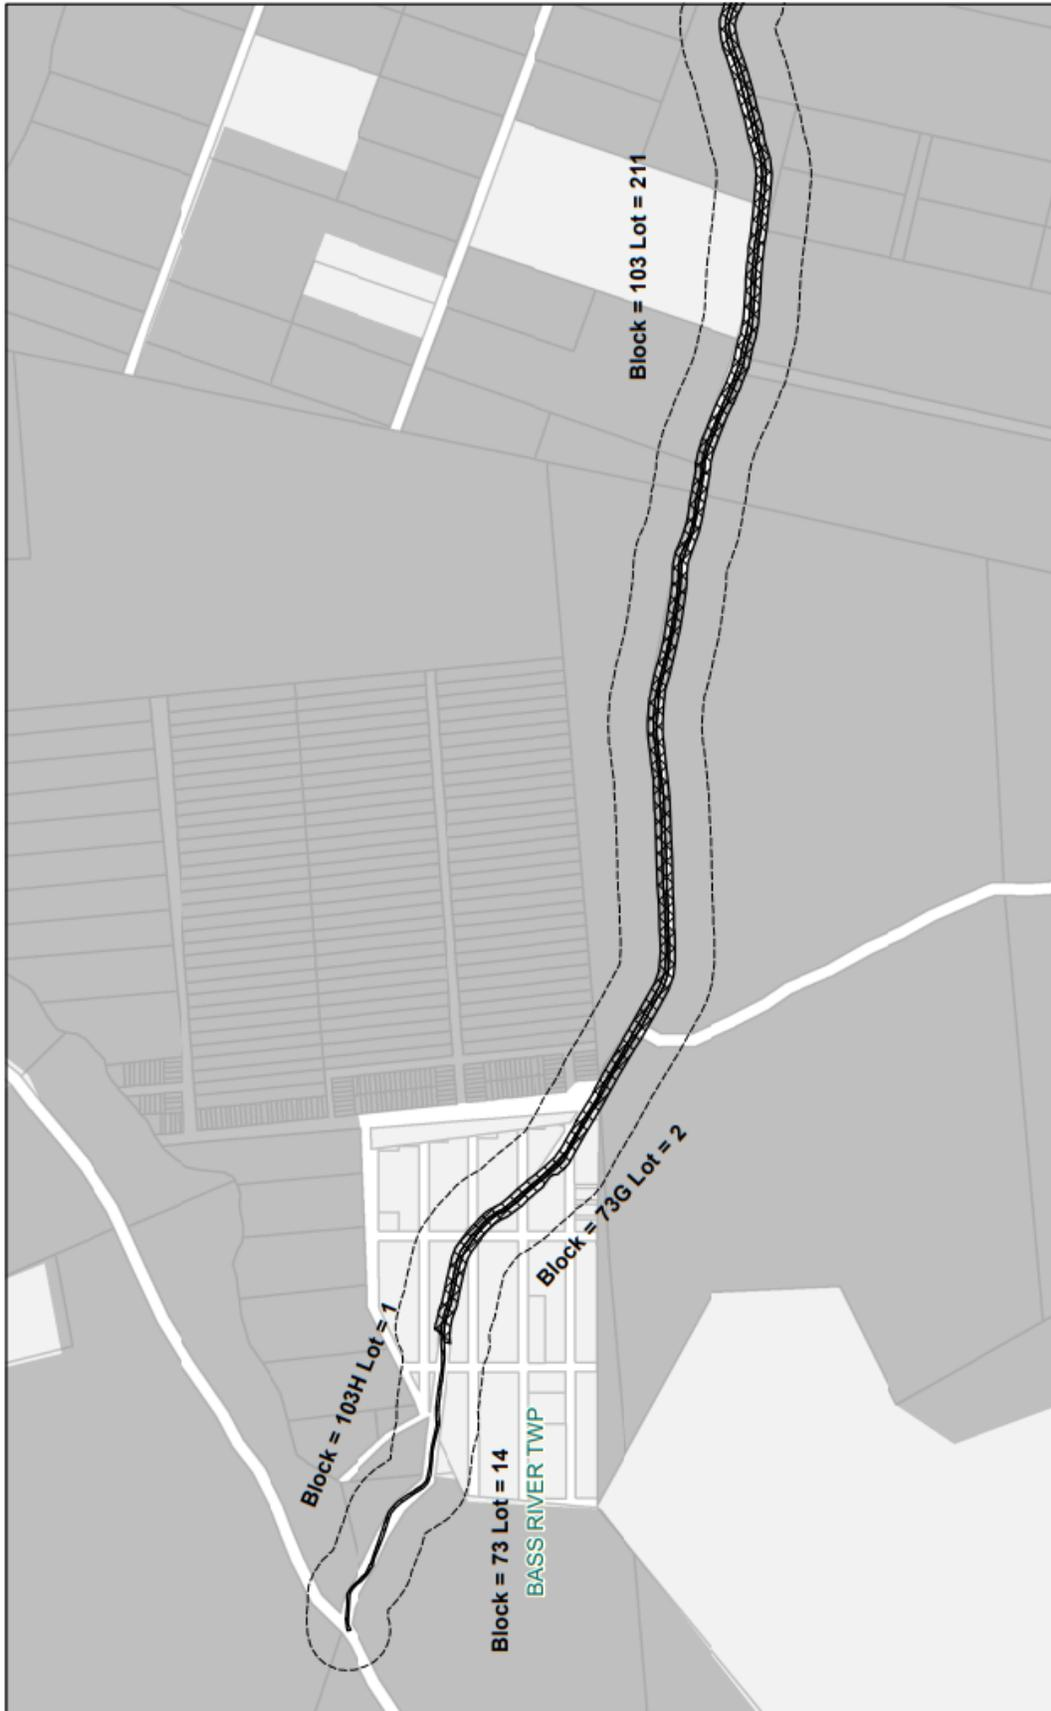 Block = 103 Lot = 211
Block = 73G Lot = 2
Block = 103H Lot = 1
Block = 73 Lot = 14
BASS RIVER TWP